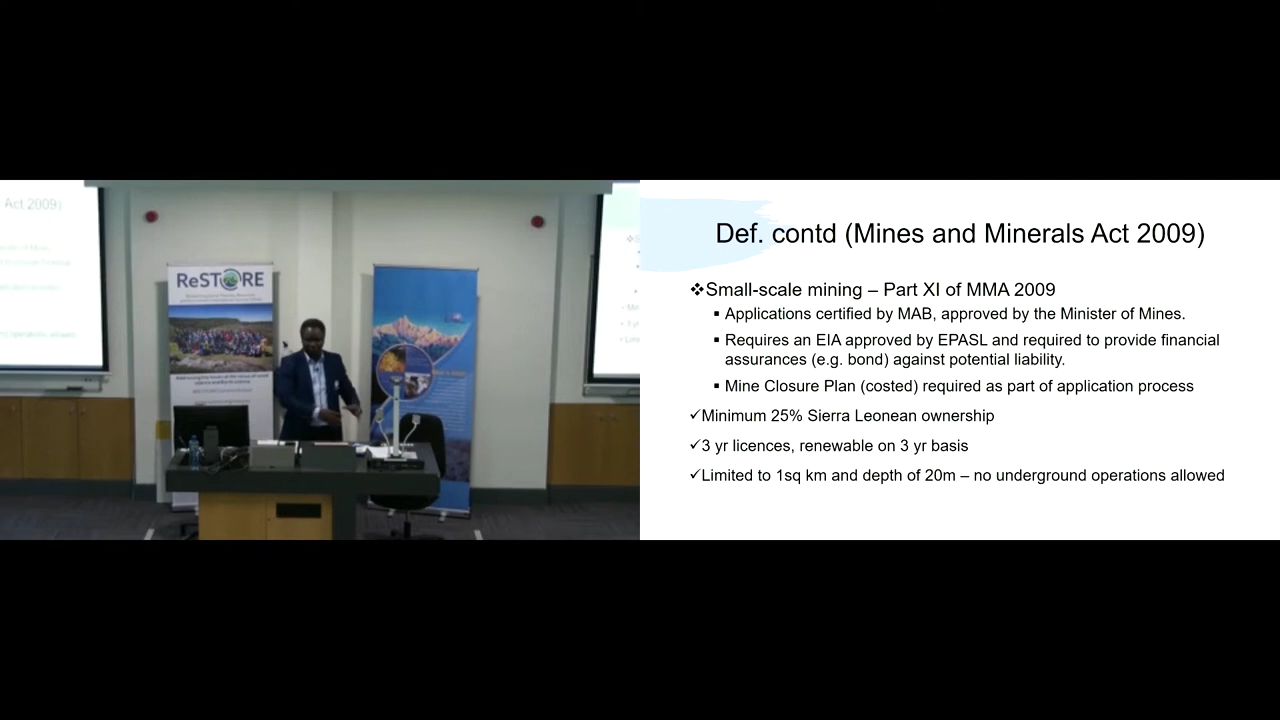 Act 2009)
ReSTORE
Def. contd (Mines and Minerals Act 2009)
❖Small-scale mining – Part XI of MMA 2009
▪ Applications certified by MAB, approved by the Minister of Mines.
▪ Requires an EIA approved by EPASL and required to provide financial
assurances (e.g. bond) against potential liability.
▪ Mine Closure Plan (costed) required as part of application process
✓Minimum 25% Sierra Leonean ownership
✓3 yr licences, renewable on 3 yr basis
✓Limited to 1sq km and depth of 20m – no underground operations allowed